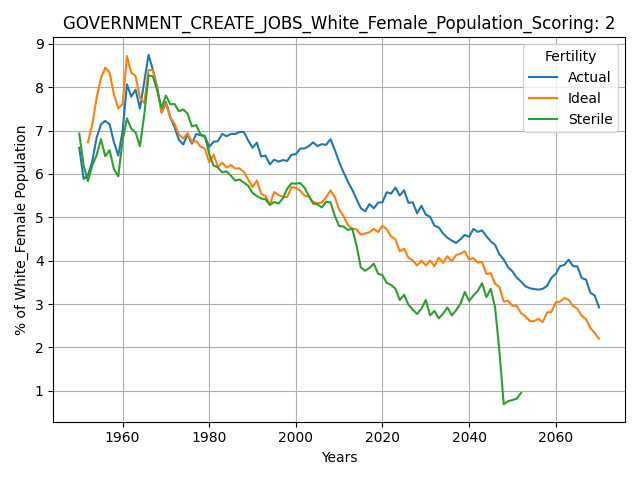 GOVERNMENT_CREATE_JOBS_White_Female_Population_Scoring: 2
Fertility
Actual
Ideal
Sterile
% of White_Female Population
9
8
7
6
5
4
3
2
1
1960 1980 2000 2020 2040 2060
Years